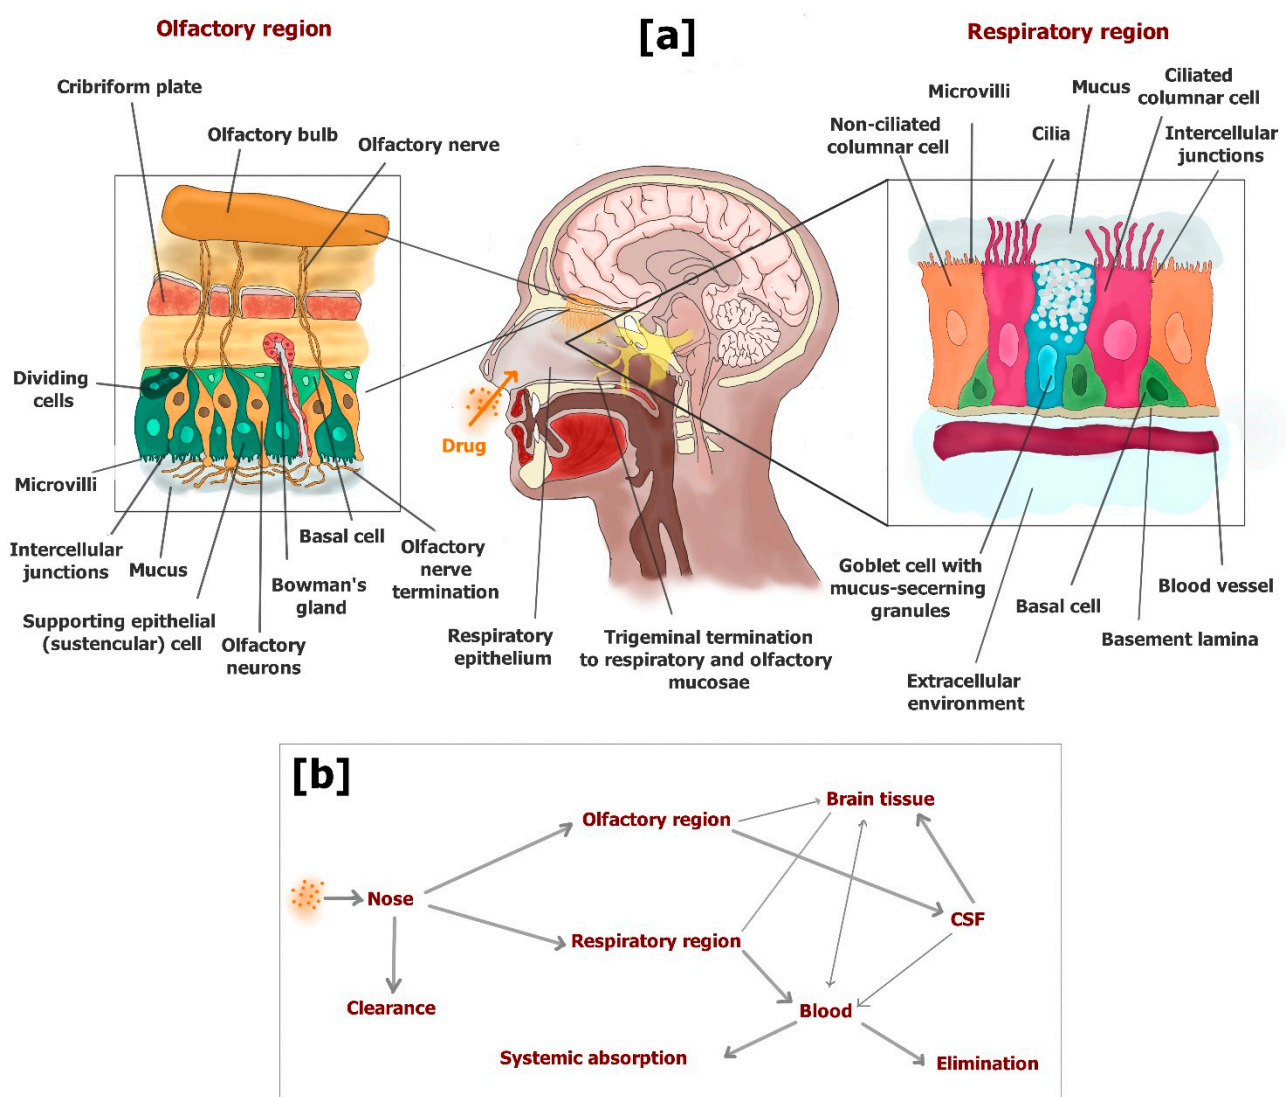 Olfactory region
[a]
Respiratory region
Cribriform plate
Olfactory bulb
Olfactory nerve
Dividing
cells
Microvilli
Intercellular
junctions
Mucus
Supporting epithelial
(sustencular) cell
Olfactory
neurons
Bowman's
gland
Basal cell
Olfactory
nerve
termination
Drug
Respiratory
epithelium
Trigeminal termination
to respiratory and olfactory
mucosae
Non-ciliated
columnar cell
Microvilli
Cilia
Mucus
Ciliated
columnar cell
Intercellular
junctions
Goblet cell with
mucus-secerning
granules
Extracellular
environment
Basal cell
Basement lamina
Blood vessel
[b]
Nose
Clearance
Olfactory region
Respiratory region
Brain tissue
CSF
Blood
Systemic absorption
Elimination